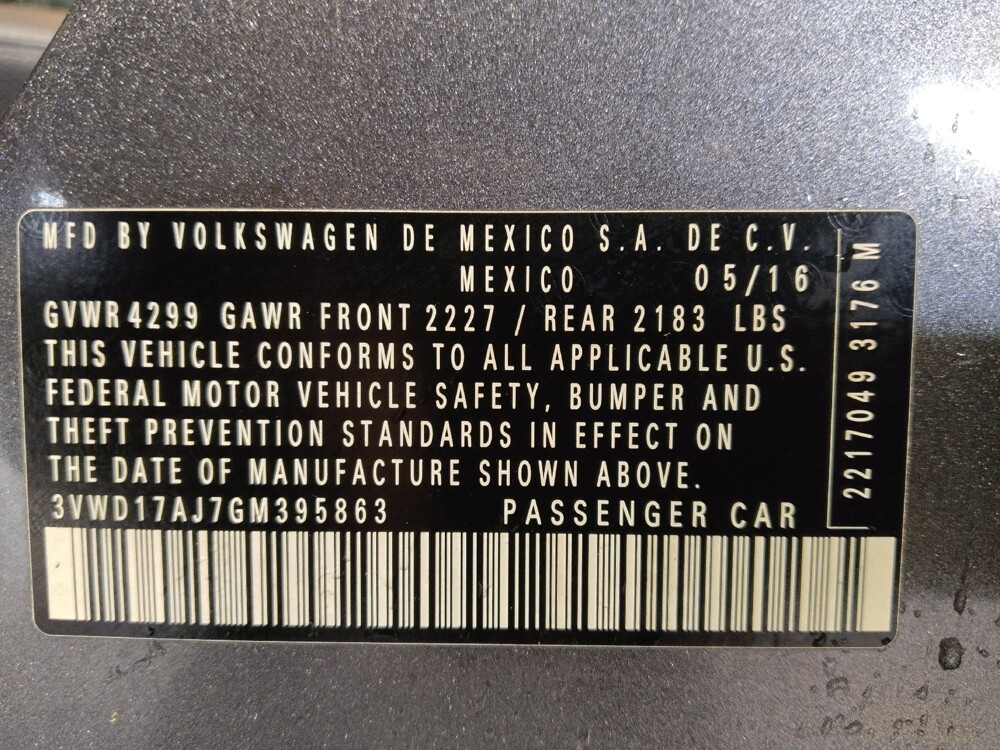 MFD BY VOLKSWAGEN DE MEXICO S.A. DE C.V.
MEXICO 05/16
GVWR 4299 GAWR FRONT 2227 / REAR 2183 LBS
THIS VEHICLE CONFORMS TO ALL APPLICABLE U.S.
FEDERAL MOTOR VEHICLE SAFETY, BUMPER AND
THEFT PREVENTION STANDARDS IN EFFECT ON
THE DATE OF MANUFACTURE SHOWN ABOVE.
3VWD17AJ7GM395863 PASSENGER CAR
2217049 3176 M